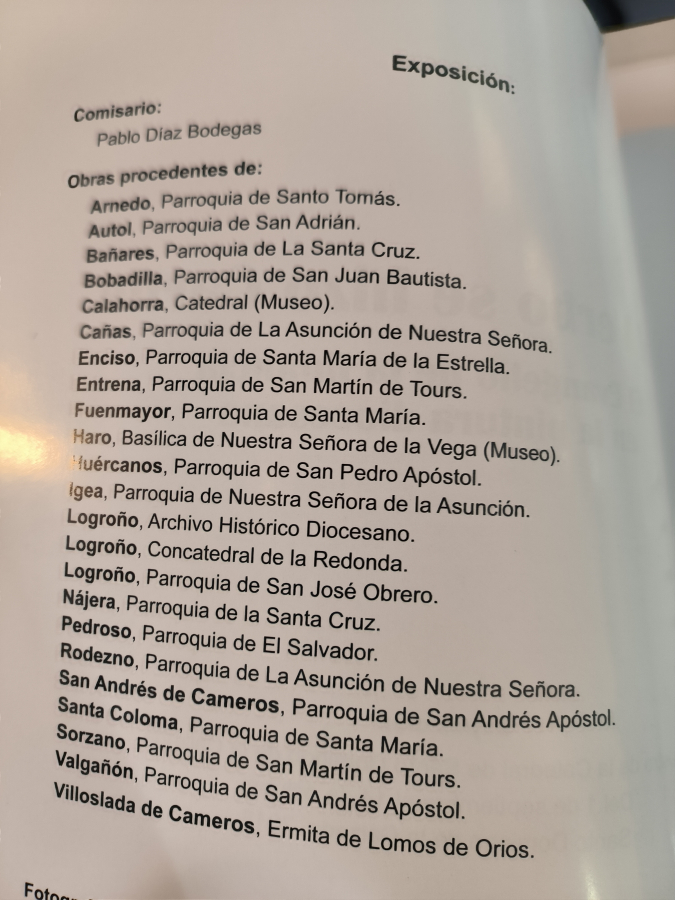 Exposición:
Comisario:
Pablo Díaz Bodegas
Obras procedentes de:
Arnedo, Parroquia de Santo Tomás.
Autol, Parroquia de San Adrián.
Bañares, Parroquia de La Santa Cruz.
Bobadilla, Parroquia de San Juan Bautista.
Calahorra, Catedral (Museo).
Cañas, Parroquia de La Asunción de Nuestra Señora.
Enciso, Parroquia de Santa María de la Estrella.
Entrena, Parroquia de San Martín de Tours.
Fuenmayor, Parroquia de Santa María.
Haro, Basílica de Nuestra Señora de la Vega (Museo).
Huércanos, Parroquia de San Pedro Apóstol.
Igea, Parroquia de Nuestra Señora de la Asunción.
Logroño, Archivo Histórico Diocesano.
Logroño, Concatedral de la Redonda.
Logroño, Parroquia de San José Obrero.
Nájera, Parroquia de la Santa Cruz.
Pedroso, Parroquia de El Salvador.
Rodezno, Parroquia de La Asunción de Nuestra Señora.
San Andrés de Cameros, Parroquia de San Andrés Apóstol.
Santa Coloma, Parroquia de Santa María.
Sorzano, Parroquia de San Martín de Tours.
Valgañón, Parroquia de San Andrés Apóstol.
Villoslada de Cameros, Ermita de Lomos de Orios.